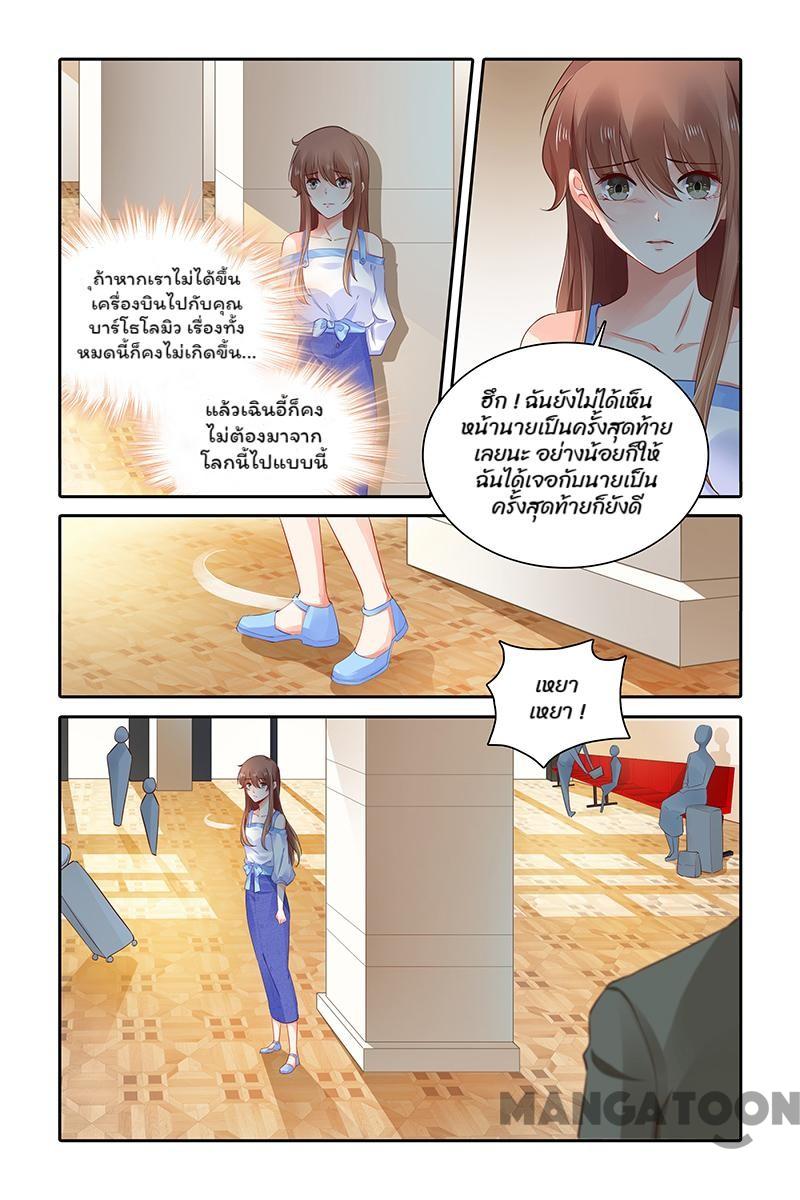 ุถ้าหากเราไม่ได้ขึ้น
เครื่องบินไปกับคุณ
บาร์โธโลมิว เรื่องทั้ง
หมดนี้ก็คงไม่เกิดขึ้น...
แล้วเฉินอี้ก็คง
ไม่ต้องมาจาก
โลกนี้ไปแบบนี้
ฮึก ! ฉันยังไม่ได้เห็น
หน้านายเป็นครั้งสุดท้าย
เลยนะ อย่างน้อยก็ให้
ฉันได้เจอกับนายเป็น
ครั้งสุดท้ายก็ยังดี
เหยา
เหยา !
MANGATOON